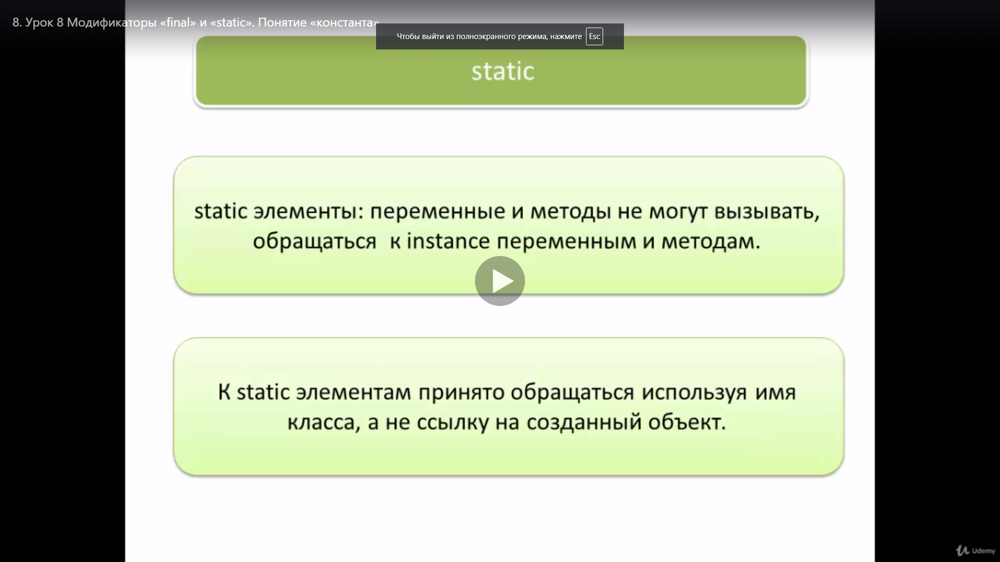 8. Урок 8 Модификаторы «final» и «static». Понятие «константа».
Чтобы выйти из полноэкранного режима, нажмите Esc
static
static элементы: переменные и методы не могут вызывать,
обращаться к instance переменным и методам.
К static элементам принято обращаться используя имя
класса, а не ссылку на созданный объект.
Udemy